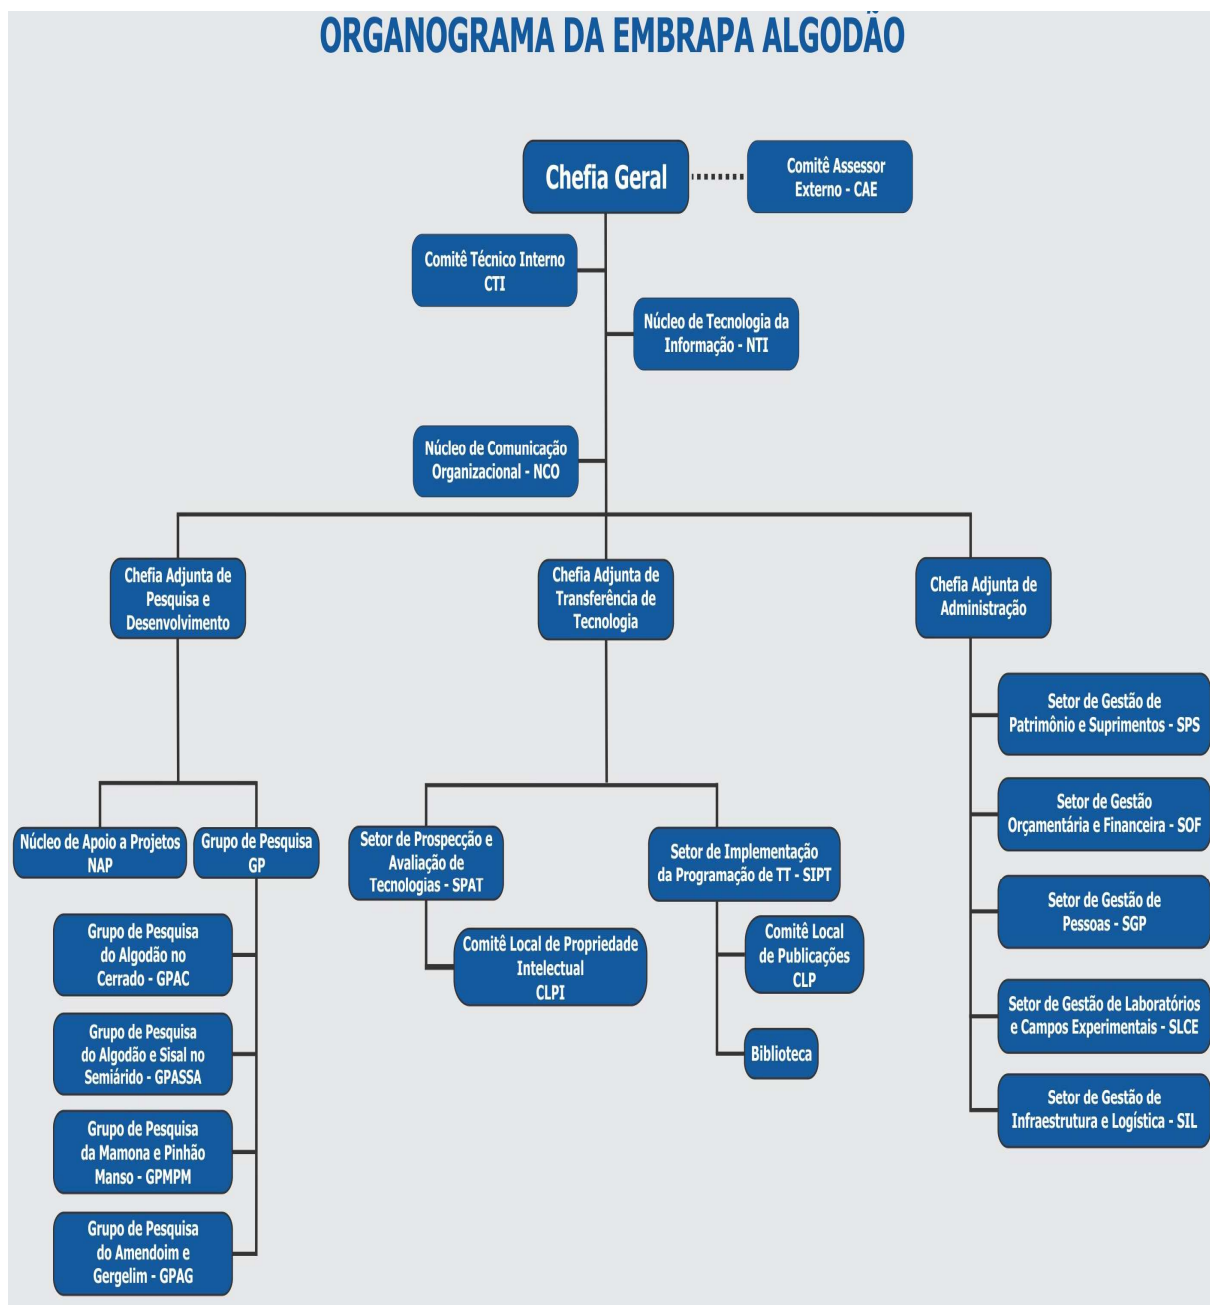 ORGANOGRAMA DA EMBRAPA ALGODÃO
Chefia Geral
Comitê Assessor
Externo - CAE
Comitê Técnico Interno
CTI
Núcleo de Tecnologia da
Informação - NTI
Núcleo de Comunicação
Organizacional - NCO
Chefia Adjunta de
Pesquisa e
Desenvolvimento
Chefia Adjunta de
Transferência de
Tecnologia
Chefia Adjunta de
Administração
Núcleo de Apoio a Projetos
NAP
Grupo de Pesquisa
GP
Grupo de Pesquisa
do Algodão no
Cerrado - GPAC
Grupo de Pesquisa
do Algodão e Sisal no
Semiárido - GPASSA
Grupo de Pesquisa
da Mamona e Pinhão
Manso - GPMPM
Grupo de Pesquisa
do Amendoim e
Gergelim - GPAG
Setor de Prospecção e
Avaliação de
Tecnologias - SPAT
Comitê Local de Propriedade
Intelectual
CLPI
Setor de Implementação
da Programação de TT - SIPT
Comitê Local
de Publicações
CLP
Biblioteca
Setor de Gestão de
Patrimônio e Suprimentos - SPS
Setor de Gestão
Orçamentária e Financeira - SOF
Setor de Gestão de
Pessoas - SGP
Setor de Gestão de Laboratórios
e Campos Experimentais - SLCE
Setor de Gestão de
Infraestrutura e Logística - SIL